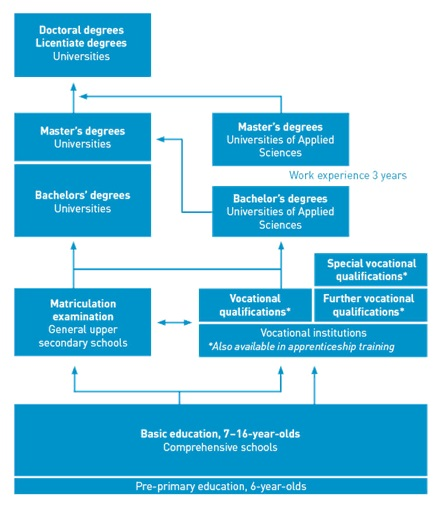 Doctoral degrees
Licentiate degrees
Universities
Master's degrees
Universities
Master's degrees
Universities of Applied
Sciences
Work experience 3 years
Bachelors' degrees
Universities
Bachelor's degrees
Universities of Applied
Sciences
Special vocational
qualifications*
Matriculation
examination
General upper
secondary schools
Vocational
qualifications*
Further vocational
qualifications*
Vocational institutions
*Also available in apprenticeship training
Basic education, 7–16-year-olds
Comprehensive schools
Pre-primary education, 6-year-olds